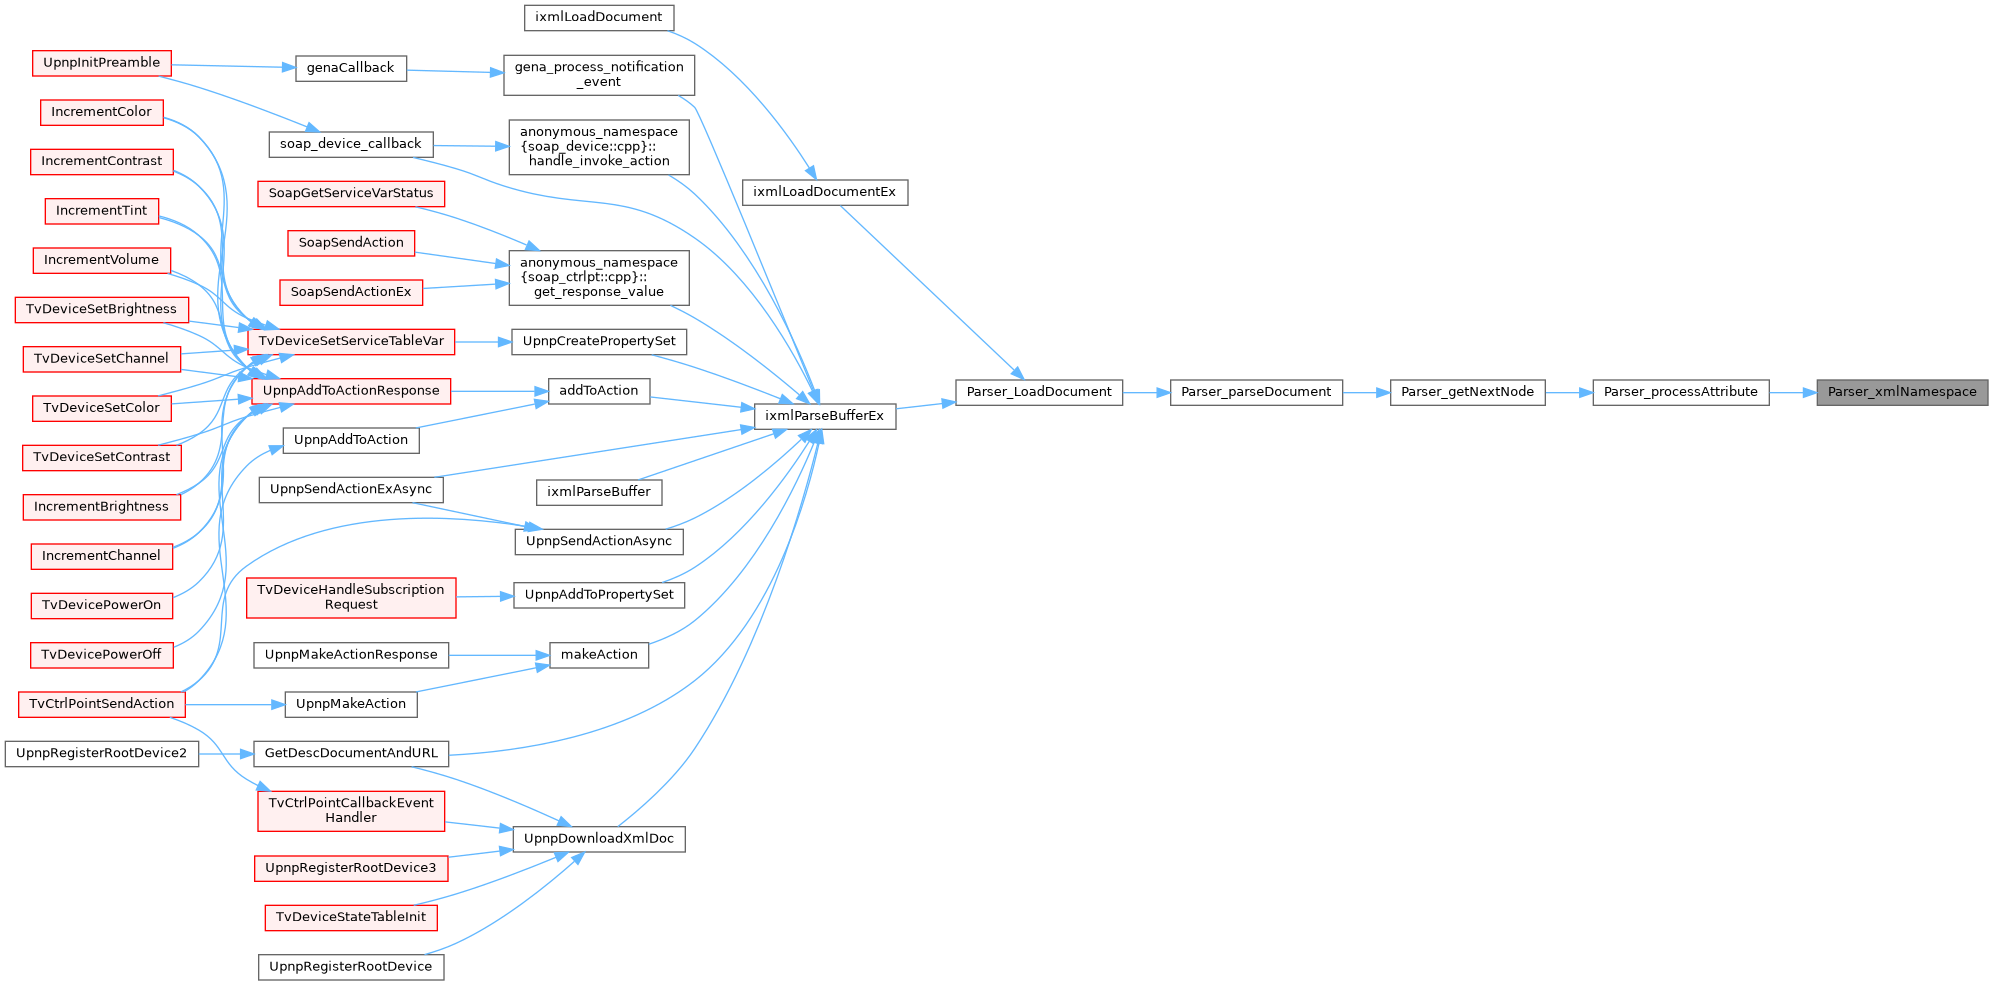 ixmlLoadDocument
UpnpInitPreamble
genaCallback
gena_process_notification
_event
IncrementColor
soap_device_callback
anonymous_namespace
{soap_device::cpp}::
handle_invoke_action
IncrementContrast
SoapGetServiceVarStatus
ixmlLoadDocumentEx
IncrementTint
SoapSendAction
IncrementVolume
anonymous_namespace
{soap_ctrlpt::cpp}::
get_response_value
SoapSendActionEx
TvDeviceSetBrightness
TvDeviceSetServiceTableVar
UpnpCreatePropertySet
TvDeviceSetChannel
UpnpAddToActionResponse
addToAction
Parser_LoadDocument
Parser_parseDocument
Parser_getNextNode
Parser_processAttribute
Parser_xmlNamespace
TvDeviceSetColor
ixmlParseBufferEx
UpnpAddToAction
TvDeviceSetContrast
UpnpSendActionExAsync
ixmlParseBuffer
IncrementBrightness
UpnpSendActionAsync
IncrementChannel
TvDeviceHandleSubscription
Request
UpnpAddToPropertySet
TvDevicePowerOn
TvDevicePowerOff
UpnpMakeActionResponse
makeAction
TvCtrlPointSendAction
UpnpMakeAction
UpnpRegisterRootDevice2
GetDescDocumentAndURL
TvCtrlPointCallbackEvent
Handler
UpnpDownloadXmlDoc
UpnpRegisterRootDevice3
TvDeviceStateTableInit
UpnpRegisterRootDevice